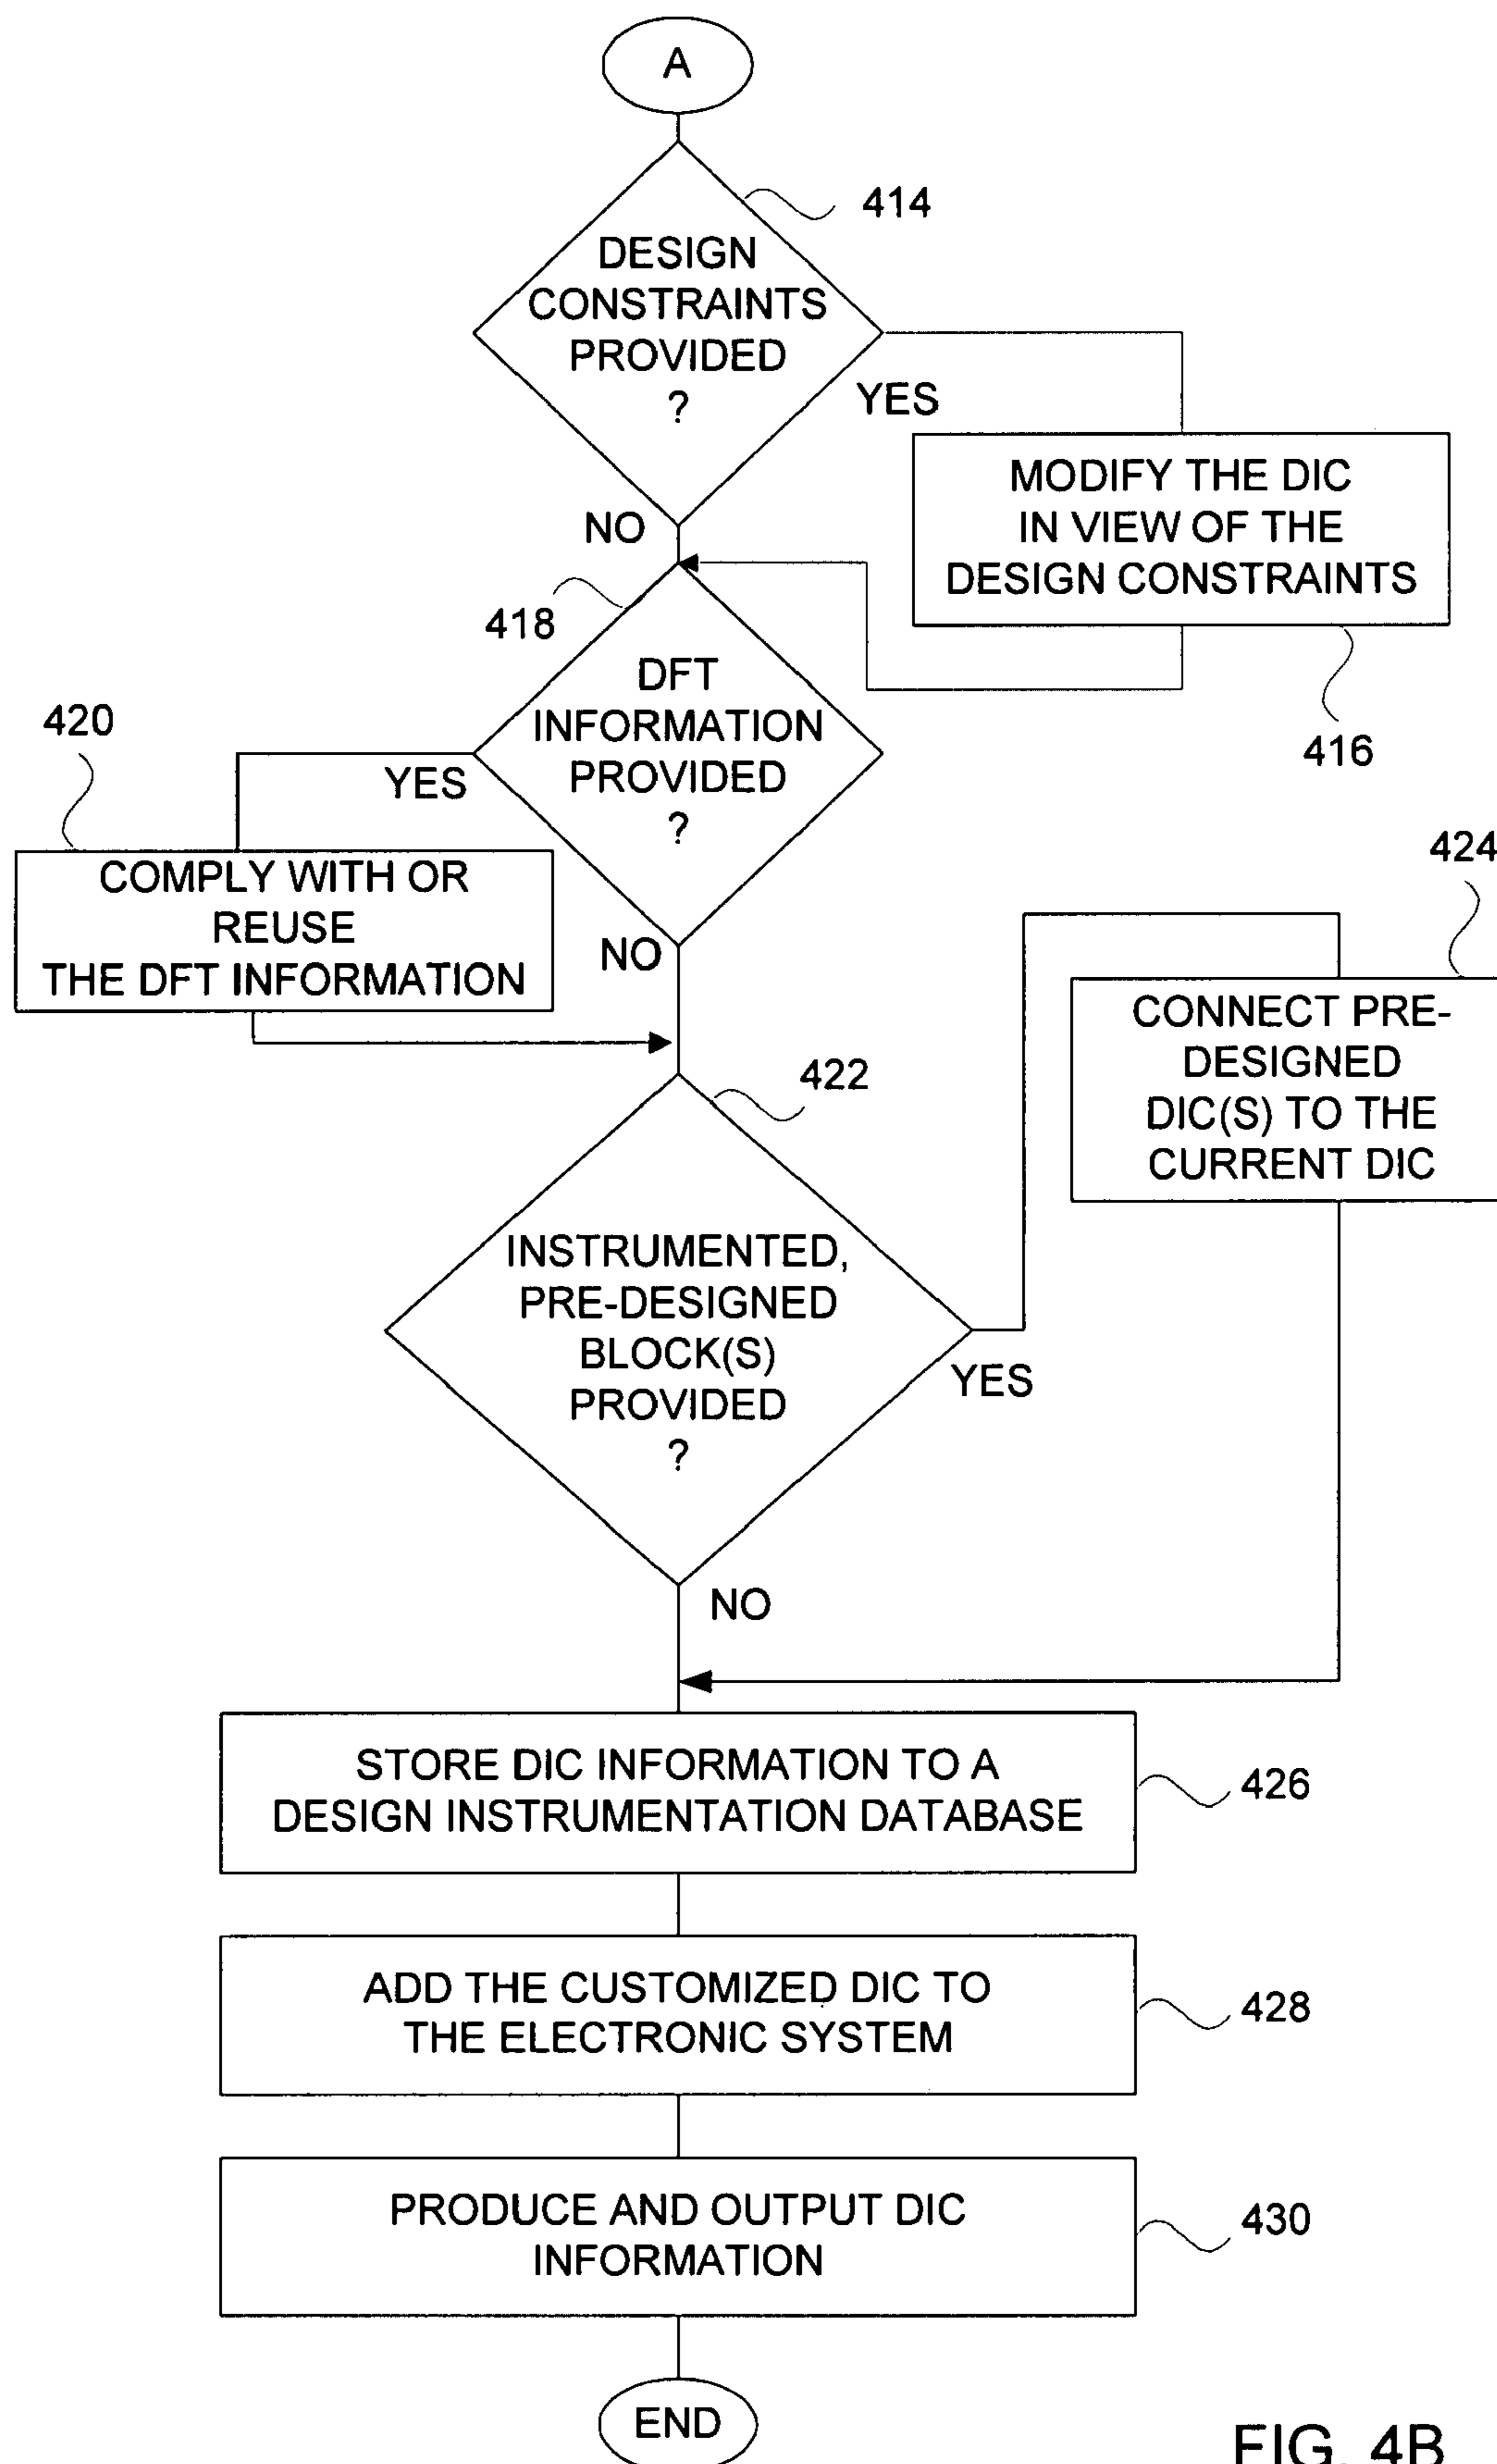 A
414
DESIGN
CONSTRAINTS
PROVIDED
?
YES
NO
MODIFY THE DIC
IN VIEW OF THE
DESIGN CONSTRAINTS
416
418
DFT
INFORMATION
PROVIDED
?
YES
NO
420
COMPLY WITH OR
REUSE
THE DFT INFORMATION
424
CONNECT PRE-
DESIGNED
DIC(S) TO THE
CURRENT DIC
422
INSTRUMENTED,
PRE-DESIGNED
BLOCK(S)
PROVIDED
?
YES
NO
STORE DIC INFORMATION TO A
DESIGN INSTRUMENTATION DATABASE
426
ADD THE CUSTOMIZED DIC TO
THE ELECTRONIC SYSTEM
428
PRODUCE AND OUTPUT DIC
INFORMATION
430
END
FIG. 4B